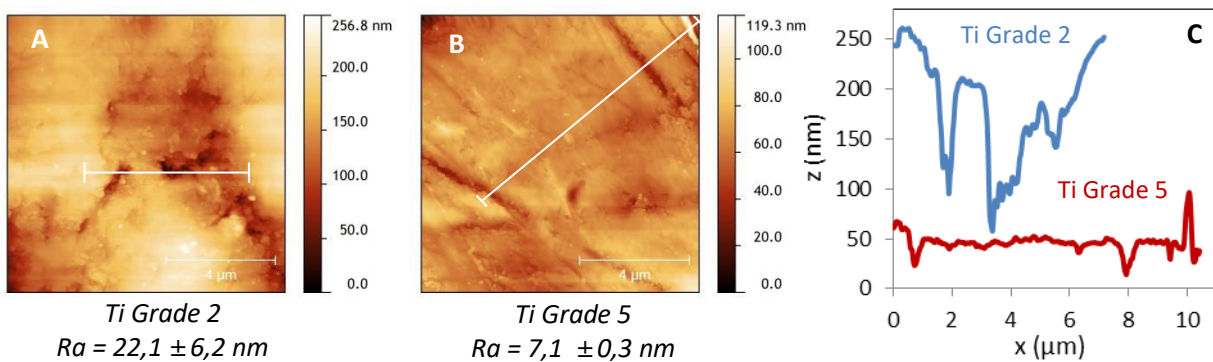 A
256.8 nm
200.0
150.0
100.0
50.0
0.0
4 µm
Ti Grade 2
Ra = 22,1 ± 6,2 nm
B
119.3 nm
100.0
80.0
60.0
40.0
20.0
0.0
4 µm
Ti Grade 5
Ra = 7,1 ± 0,3 nm
C
Ti Grade 2
Ti Grade 5
z (nm)
250
200
150
100
50
0
0 2 4 6 8 10
x (µm)